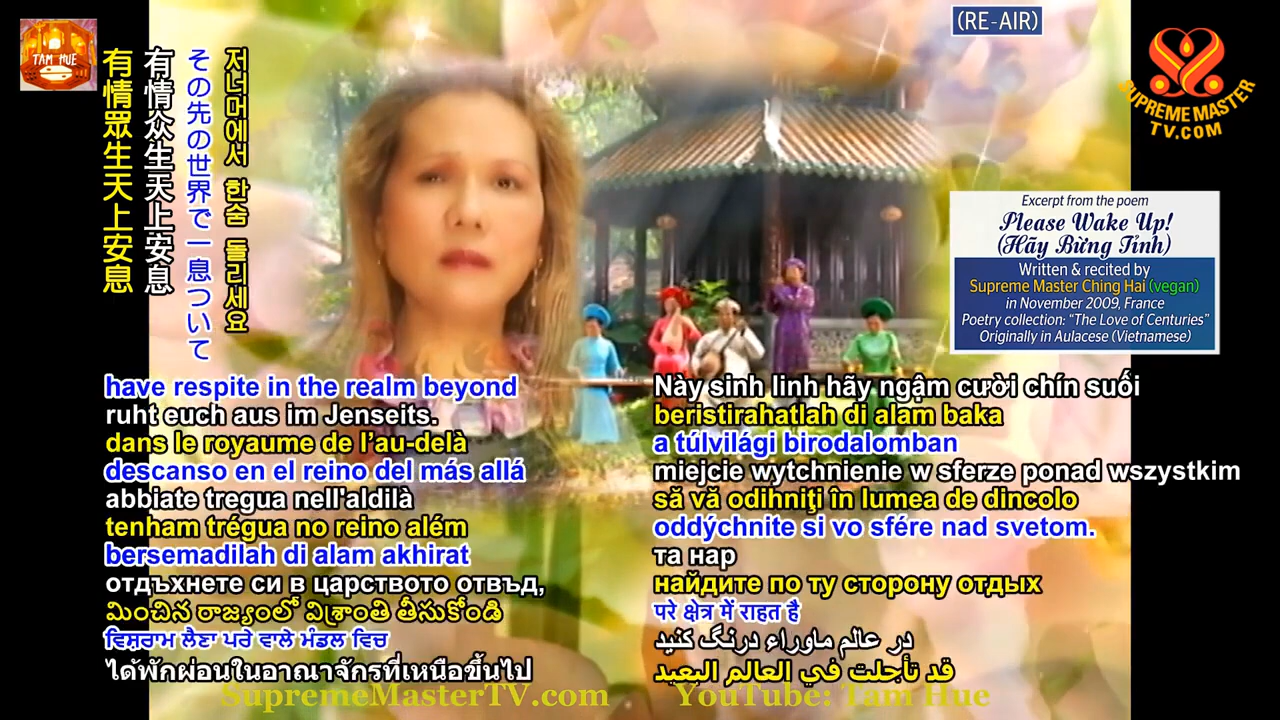 (RE-AIR)
TAM HUE
SUPREME MASTER
TV.COM
有情眾生天上安息
有情众生天上安息
その先の世界で一息ついて
저 너머에서 한숨 돌리세요
Excerpt from the poem
Please Wake Up!
(Hãy Bừng Tỉnh)
Written & recited by
Supreme Master Ching Hai (vegan)
in November 2009, France
Poetry collection: “The Love of Centuries”
Originally in Aulacese (Vietnamese)
have respite in the realm beyond
ruht euch aus im Jenseits.
dans le royaume de l’au-delà
descanso en el reino del más allá
abbiate tregua nell'aldilà
tenham trégua no reino além
bersemadilah di alam akhirat
отдъхнете си в царството отвъд,
మించిన రాజ్యంలో విశ్రాంతి తీసుకోండి
ਵਿਸ਼ਰਾਮ ਲੈਣਾ ਪਰੇ ਵਾਲੇ ਮੰਡਲ ਵਿਚ
ได้พักผ่อนในอาณาจักรที่เหนือขึ้นไป
Này sinh linh hãy ngậm cười chín suối
beristirahatlah di alam baka
a túlvilági birodalomban
miejcie wytchnienie w sferze ponad wszystkim
să vă odihniţi în lumea de dincolo
oddýchnite si vo sfére nad svetom.
та нар
найдите по ту сторону отдых
परे क्षेत्र में राहत है
در عالم ماوراء درنگ کنید
قد تأجلت في العالم البعيد
SupremeMasterTV.com
YouTube: Tam Hue